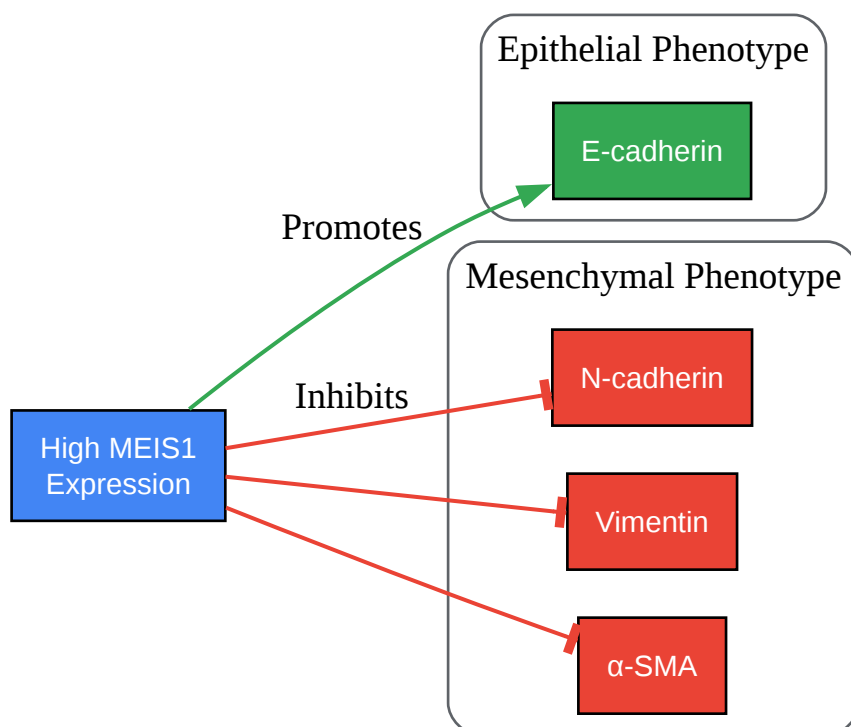 Epithelial Phenotype
E-cadherin
Promotes
Mesenchymal Phenotype
N-cadherin
Inhibits
High MEIS1
Expression
Vimentin
α-SMA